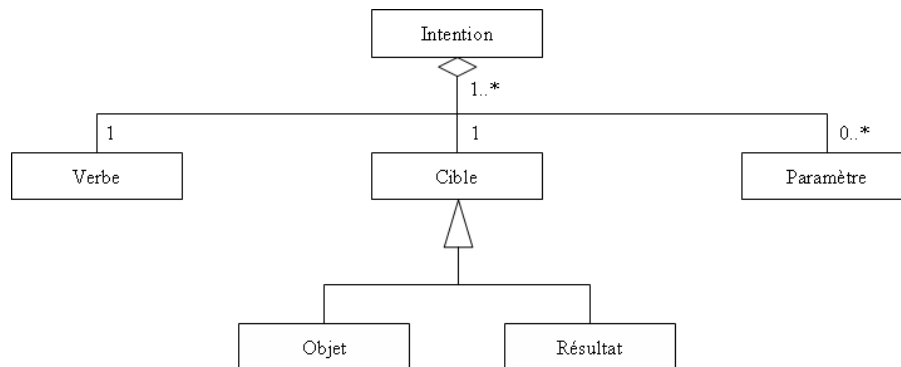 Intention
1..*
1
1
0..*
Verbe
Cible
Paramètre
Objet
Résultat